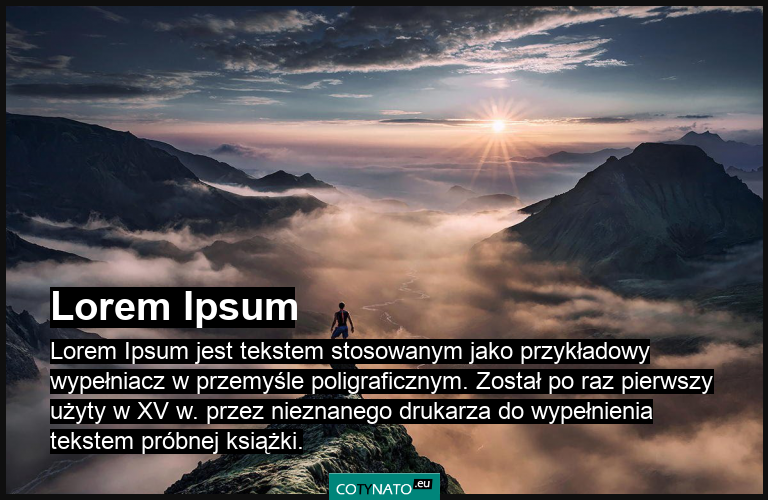 Lorem Ipsum
Lorem Ipsum jest tekstem stosowanym jako przykładowy
wypełniacz w przemyśle poligraficznym. Został po raz pierwszy
użyty w XV w. przez nieznanego drukarza do wypełnienia
tekstem próbnej książki.
COTYNATO.eu